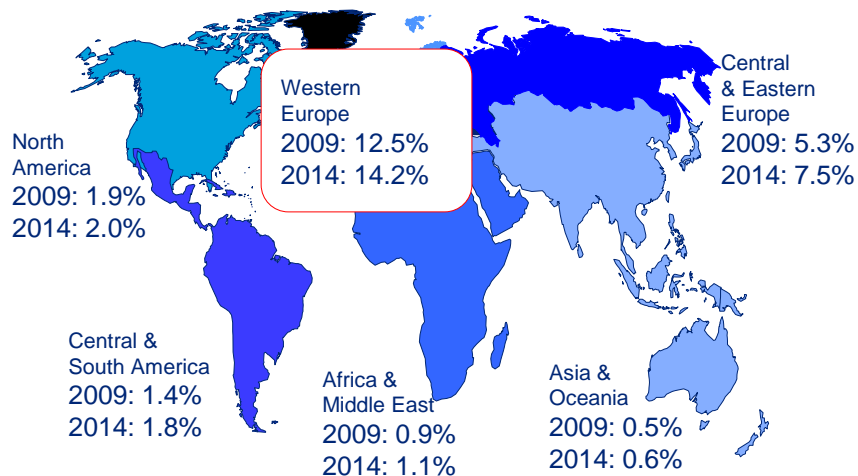 Western
Europe
2009: 12.5%
2014: 14.2%
Central
& Eastern
Europe
2009: 5.3%
2014: 7.5%
North
America
2009: 1.9%
2014: 2.0%
Central &
South America
2009: 1.4%
2014: 1.8%
Africa &
Middle East
2009: 0.9%
2014: 1.1%
Asia &
Oceania
2009: 0.5%
2014: 0.6%